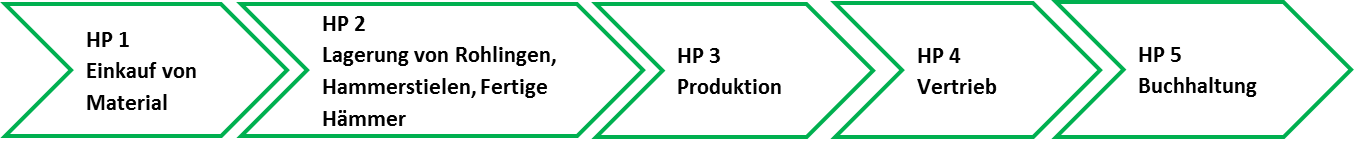 HP 1
Einkauf von
Material
HP 2
Lagerung von Rohlingen,
Hammerstielen, Fertige
Hämmer
HP 3
Produktion
HP 4
Vertrieb
HP 5
Buchhaltung